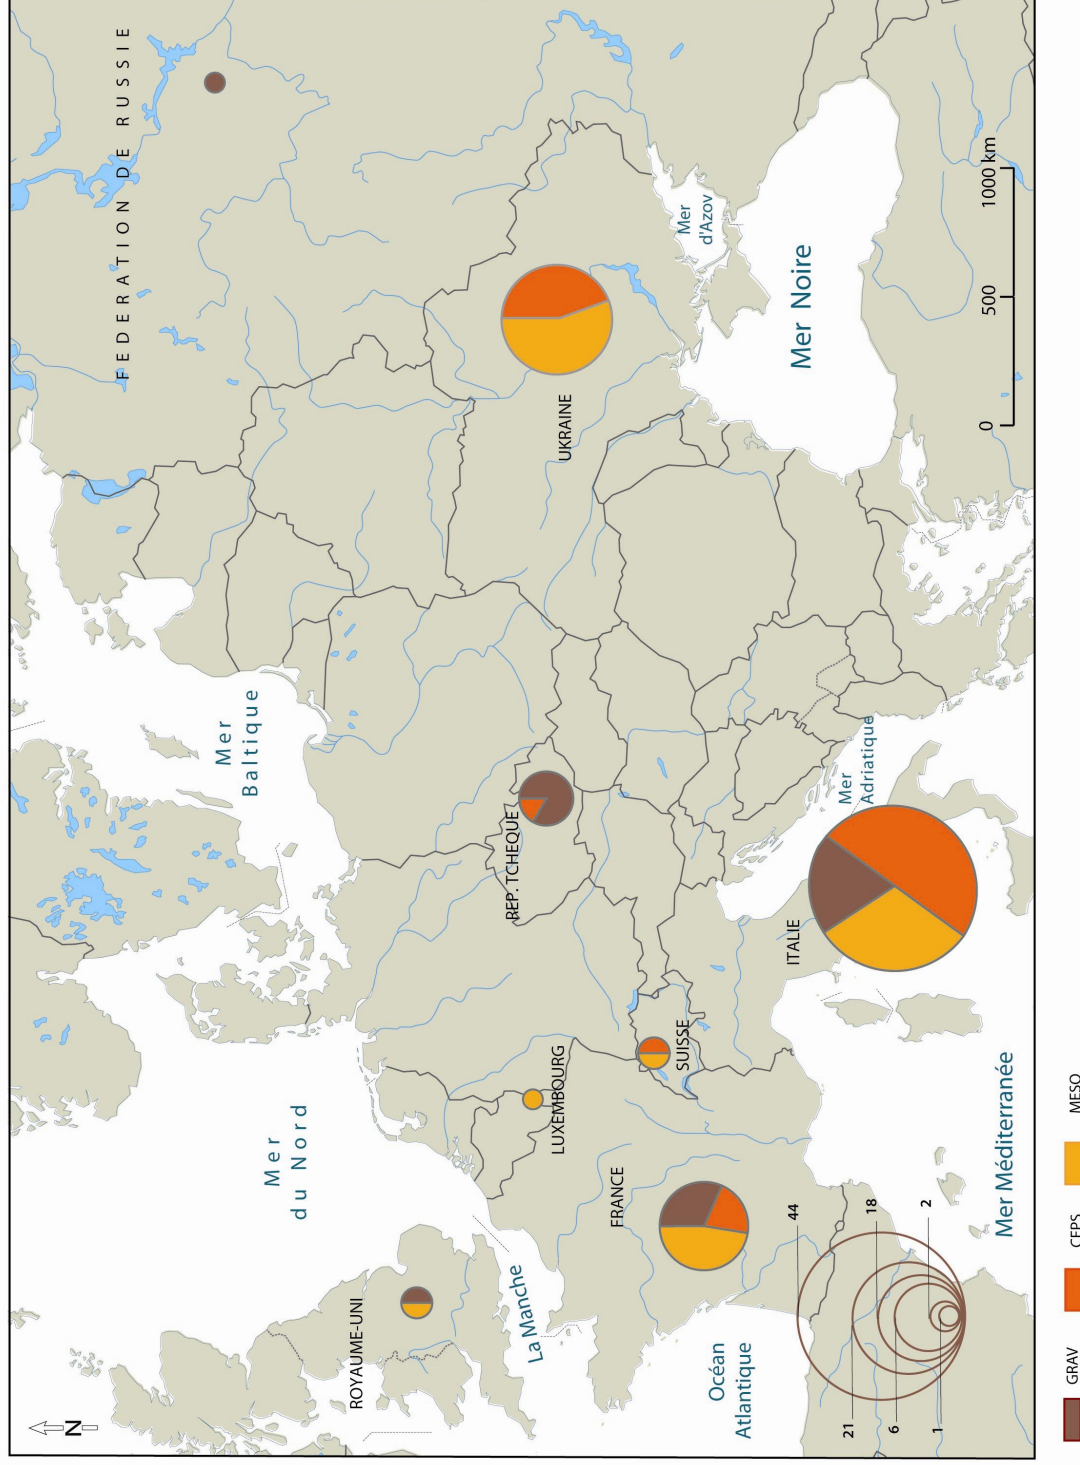 FEDERATION DE RUSSIE
Mer
Baltique
Mer
du Nord
ROYAUME-UNI
La Manche
LUXEMBOURG
REP. TCHEQUE
UKRAINE
FRANCE
SUISSE
Mer
d'Azov
Océan
Atlantique
ITALIE
Mer
Adriatique
Mer Noire
Mer Méditerranée
44
18
2
21
6
1
0
500
1000 km
N
GRAV
CEPS
MESO